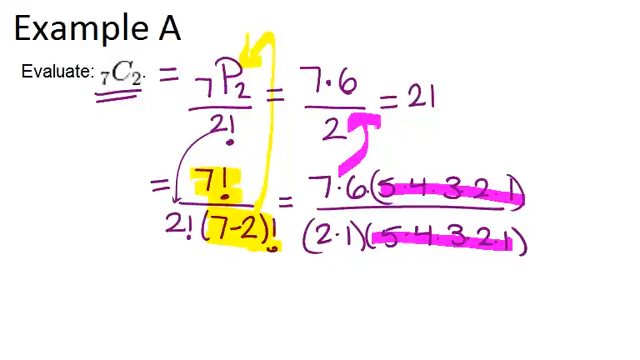 Example A
Evaluate: ₇C₂. = ₇P₂/2! = 7·6/2 = 21
= 7!/2!(7-2)! = 7·6·(5·4·3·2·1)/(2·1)(5·4·3·2·1)